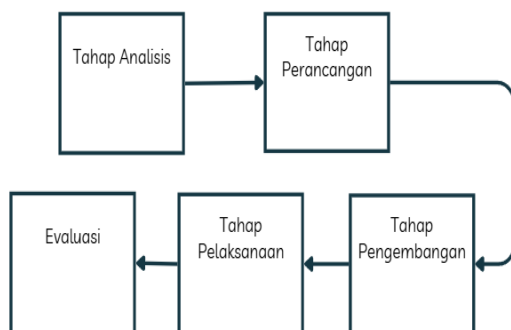 Tahap Analisis
Tahap
Perancangan
Tahap
Pengembangan
Tahap
Pelaksanaan
Evaluasi